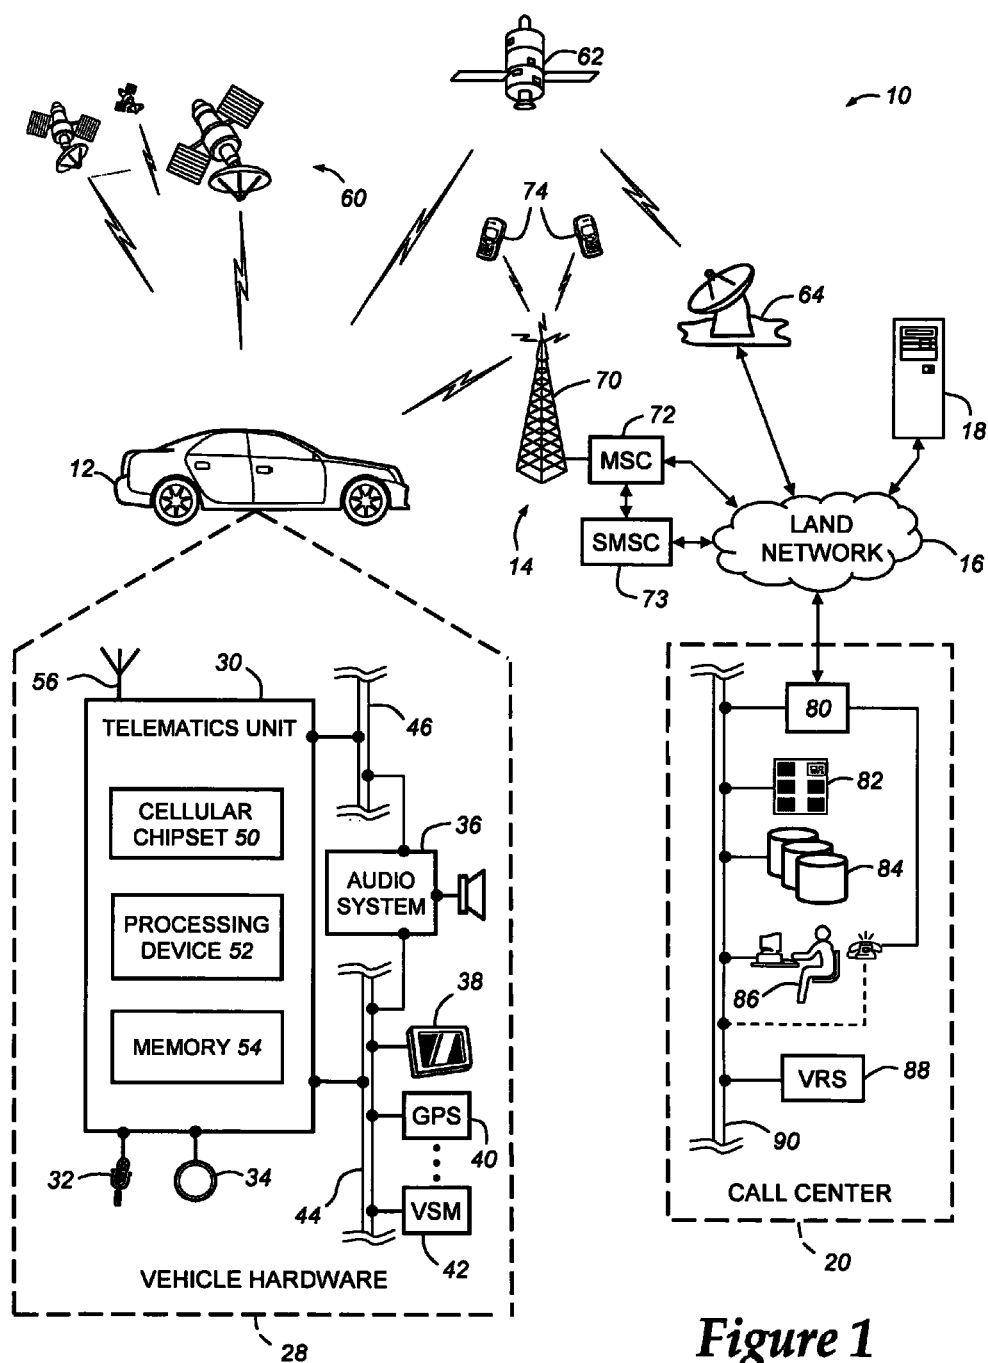 62
10
60
74
64
18
70
72
MSC
12
14
SMSC
73
LAND
NETWORK
16
56
30
46
TELEMATICS UNIT
CELLULAR
CHIPSET 50
PROCESSING
DEVICE 52
MEMORY 54
36
AUDIO
SYSTEM
38
GPS
40
VSM
42
44
32
34
VEHICLE HARDWARE
28
80
82
84
86
VRS
88
90
CALL CENTER
20
Figure 1